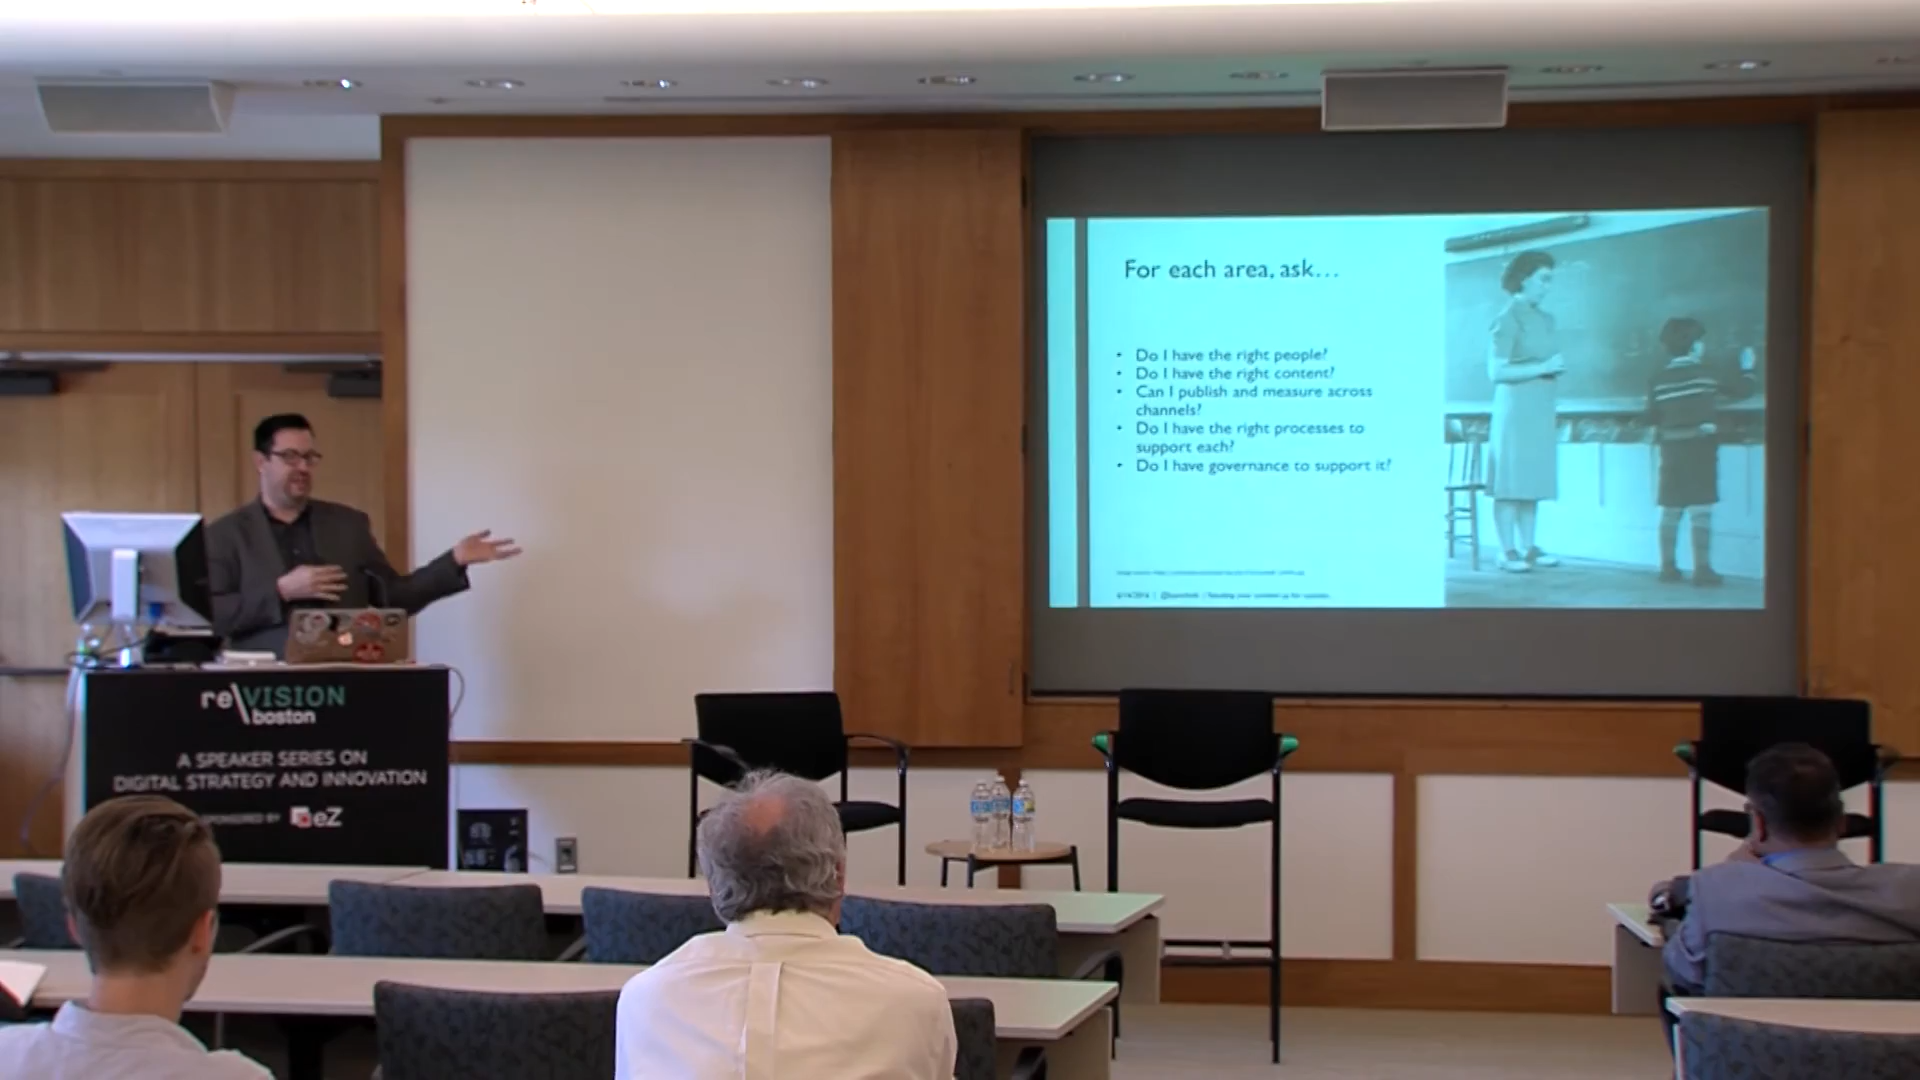 For each area, ask…
• Do I have the right people?
• Do I have the right content?
• Can I publish and measure across
channels?
• Do I have the right processes to
support each?
• Do I have governance to support it?
re\VISION
boston
A SPEAKER SERIES ON
DIGITAL STRATEGY AND INNOVATION
SPONSORED BY eZ